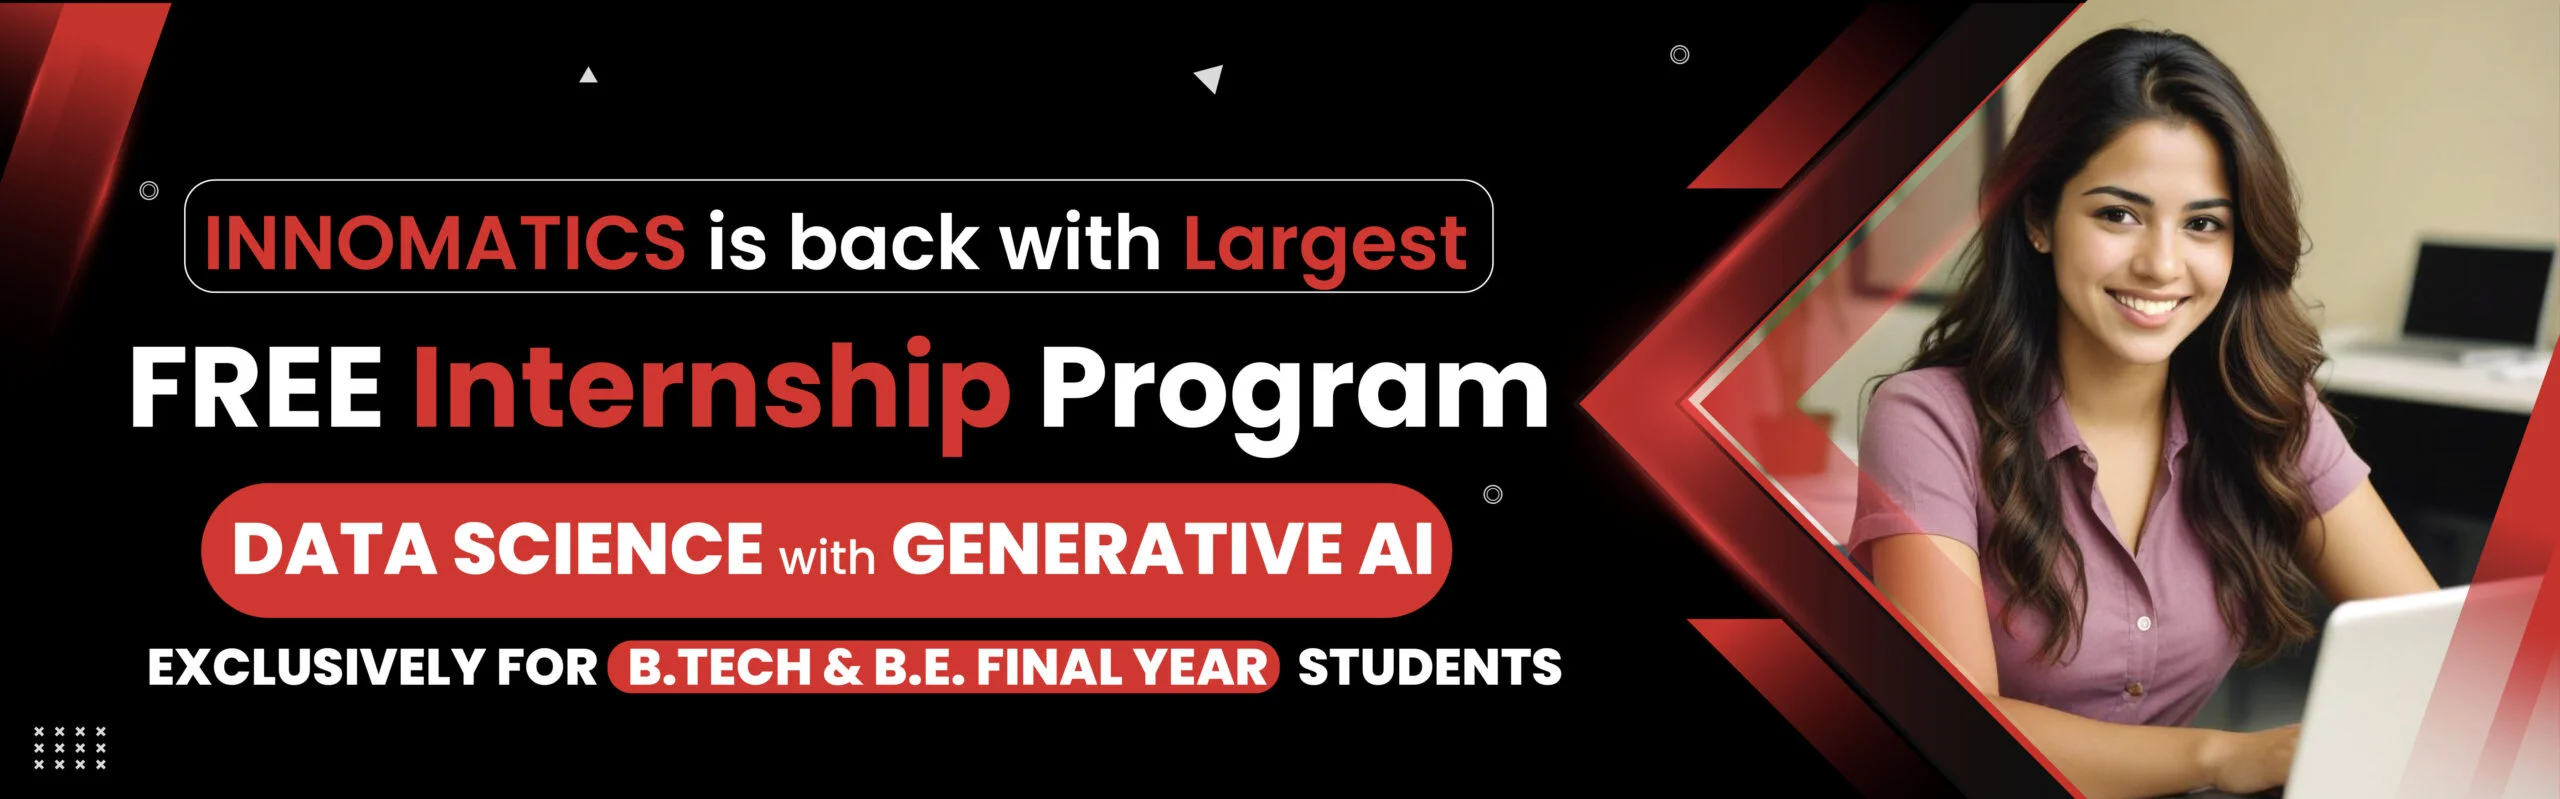 INNOMATICS is back with Largest
FREE Internship Program
DATA SCIENCE with GENERATIVE AI
EXCLUSIVELY FOR B.TECH & B.E. FINAL YEAR STUDENTS